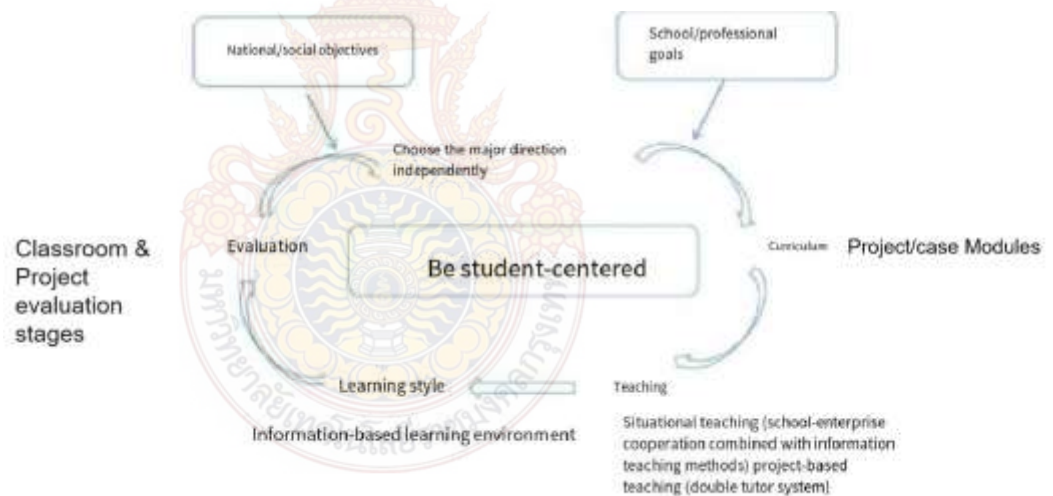 National/social objectives
School/professional
goals
Choose the major direction
independently
Classroom &
Project
evaluation
stages
Evaluation
Be student-centered
Curriculum
Project/case Modules
Learning style
Teaching
Information-based learning environment
Situational teaching (school-enterprise
cooperation combined with information
teaching methods) project-based
teaching (double tutor system)